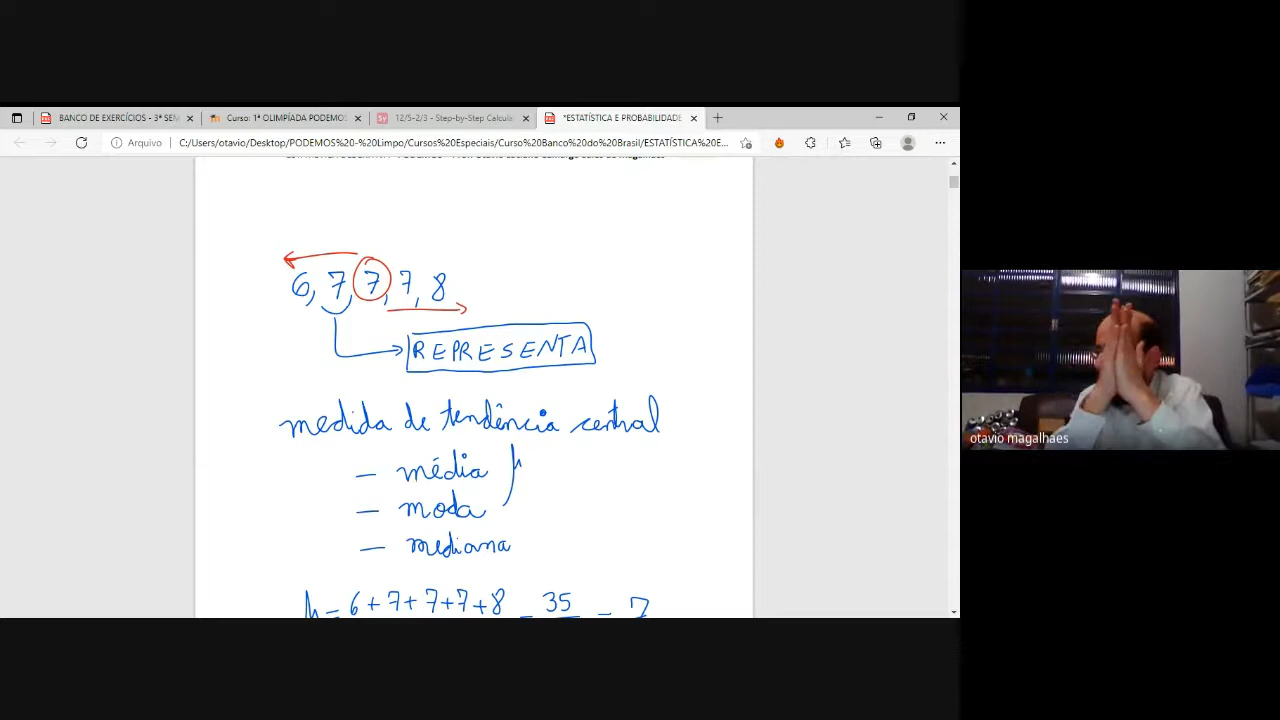 BANCO DE EXERCÍCIOS - 3ª SEM
Curso: 1ª OLIMPÍADA PODEMOS
12/5-2/3 - Step-by-Step Calcula
*ESTATÍSTICA E PROBABILIDADE
Arquivo C:/Users/otavio/Desktop/PODEMOS%20-%20Limpo/Cursos%20Especiais/Curso%20Banco%20do%20Brasil/ESTATÍSTICA%20E...
6, 7, 7, 7, 8
REPRESENTA
medida de tendência central
- média
- moda
- mediana
= 6+7+7+7+8 = 35 = 7
otavio magalhaes